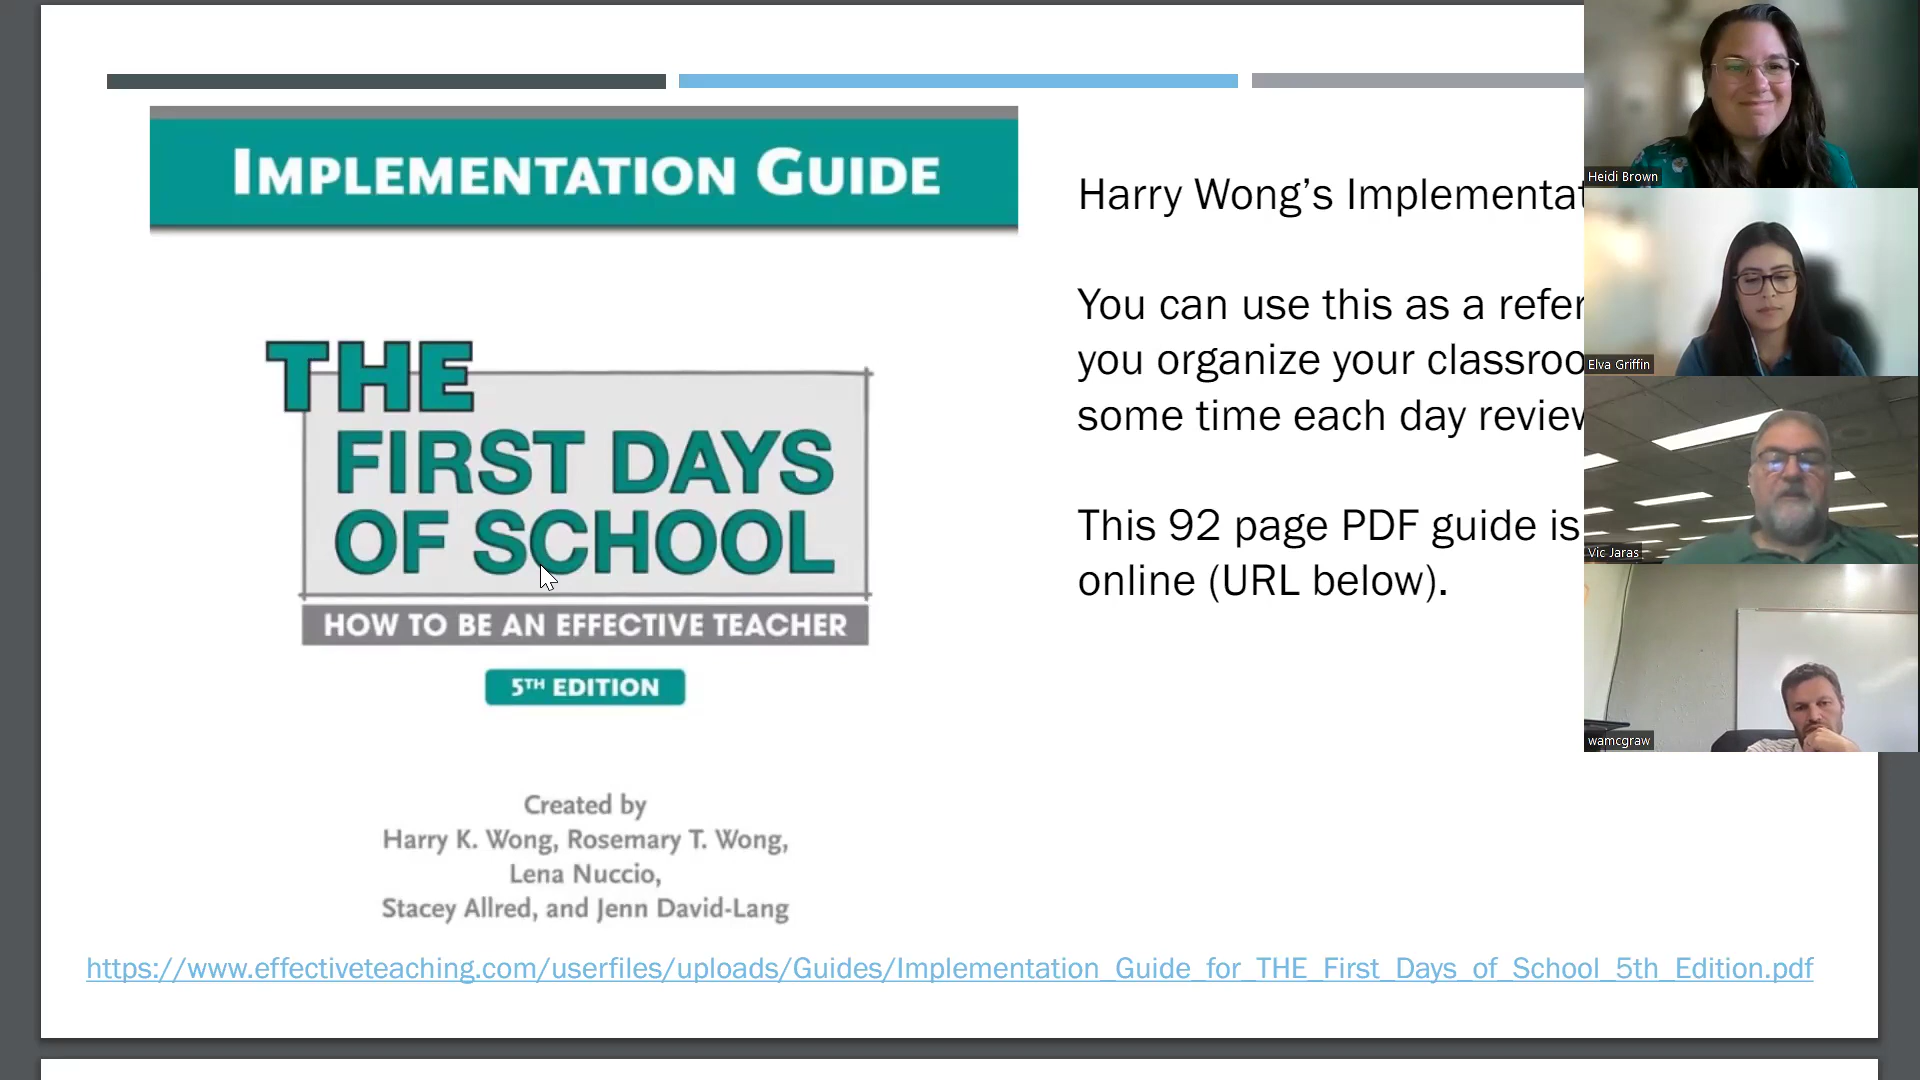 IMPLEMENTATION GUIDE
THE
FIRST DAYS
OF SCHOOL
HOW TO BE AN EFFECTIVE TEACHER
5TH EDITION
Created by
Harry K. Wong, Rosemary T. Wong,
Lena Nuccio,
Stacey Allred, and Jenn David-Lang
Harry Wong’s Implementat
You can use this as a refer
you organize your classroo
some time each day review
This 92 page PDF guide is
online (URL below).
https://www.effectiveteaching.com/userfiles/uploads/Guides/Implementation_Guide_for_THE_First_Days_of_School_5th_Edition.pdf
Heidi Brown
Elva Griffin
Vic Jaras
wamcgraw